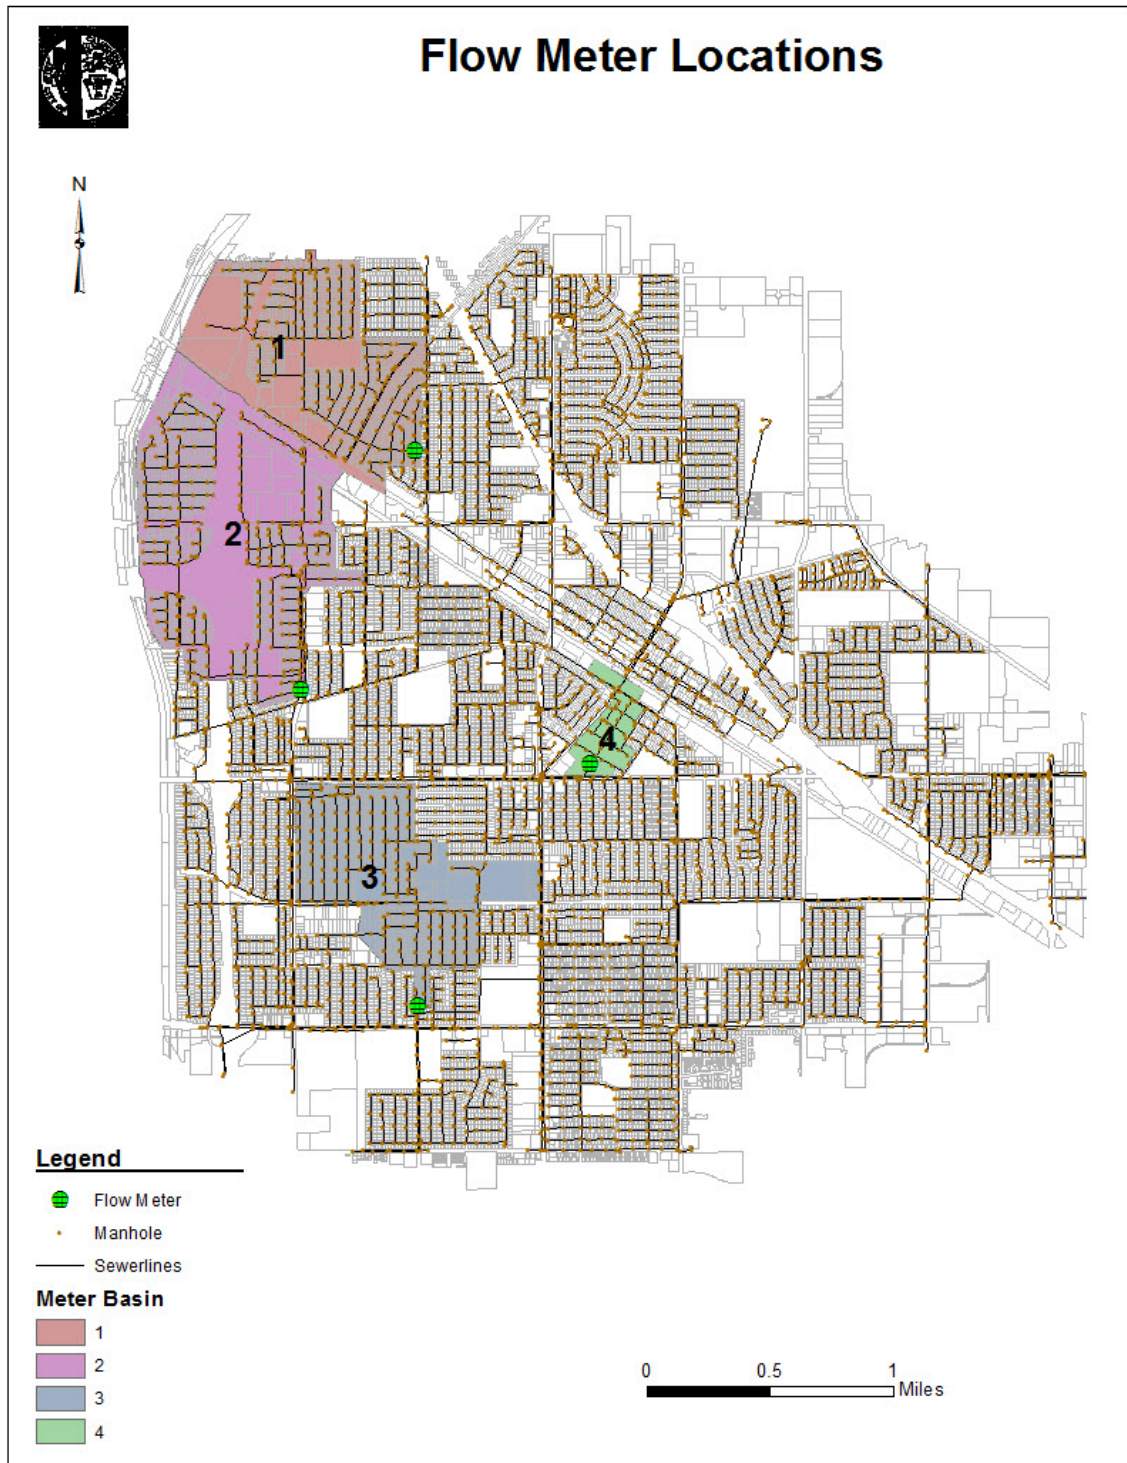 Flow Meter Locations
N
1
2
4
3
Legend
Flow Meter
Manhole
Sewerlines
Meter Basin
1
2
3
4
0 0.5 1
Miles